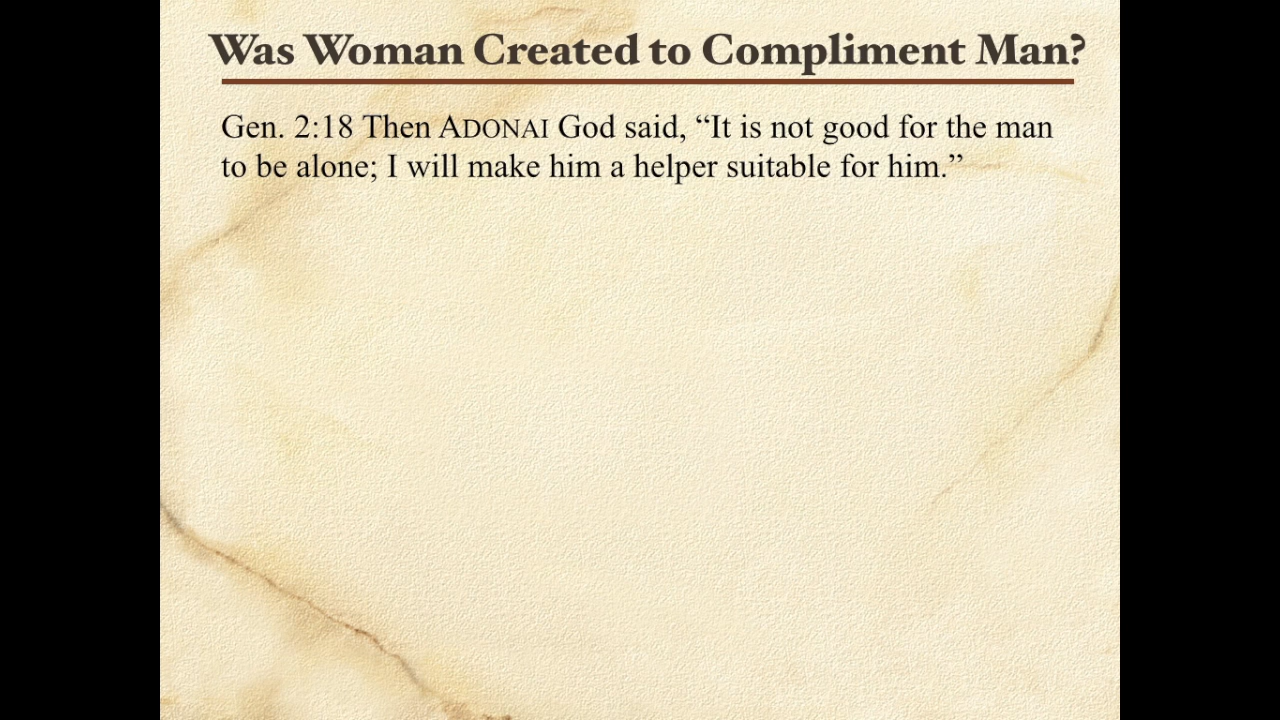 Was Woman Created to Compliment Man?
Gen. 2:18 Then ADONAI God said, “It is not good for the man
to be alone; I will make him a helper suitable for him.”